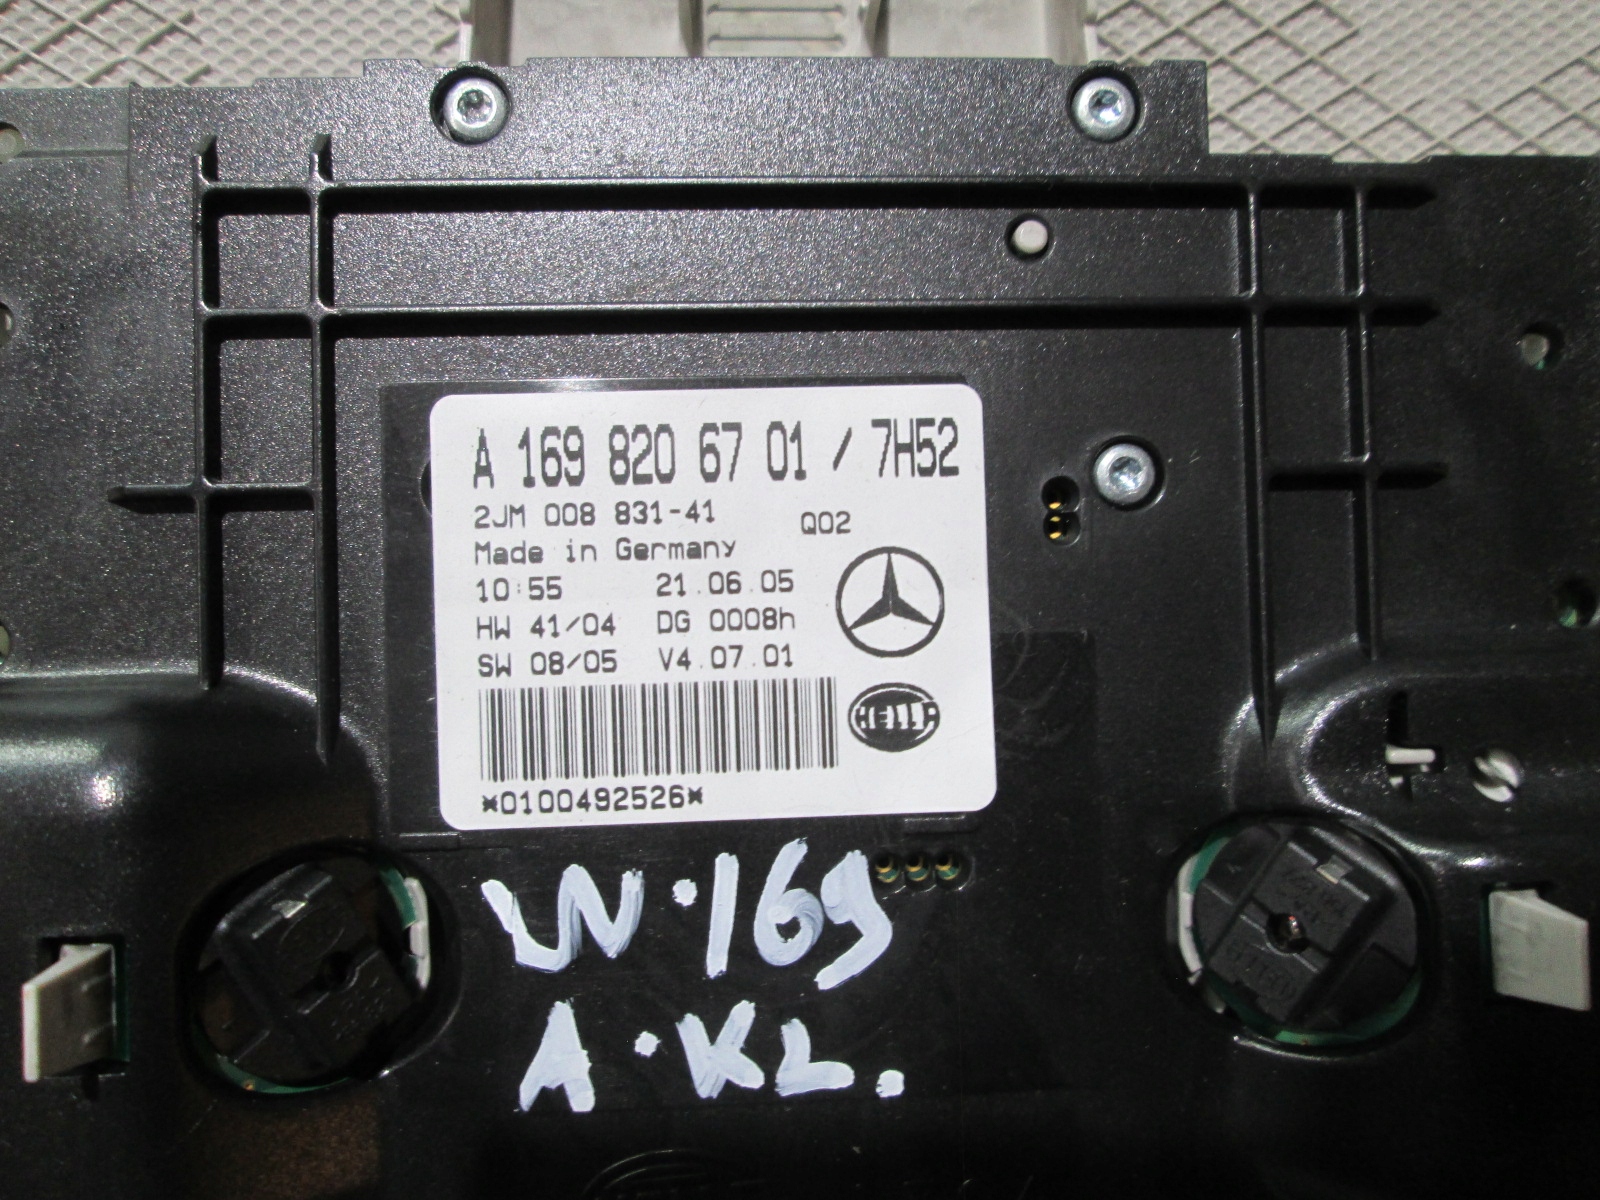 A 169 820 67 01 / 7H52
2JM 008 831-41 Q02
Made in Germany
10:55 21.06.05
HW 41/04 DG 0008h
SW 08/05 V4.07.01
HELLA
*0100492526*
W.169
A.KL.